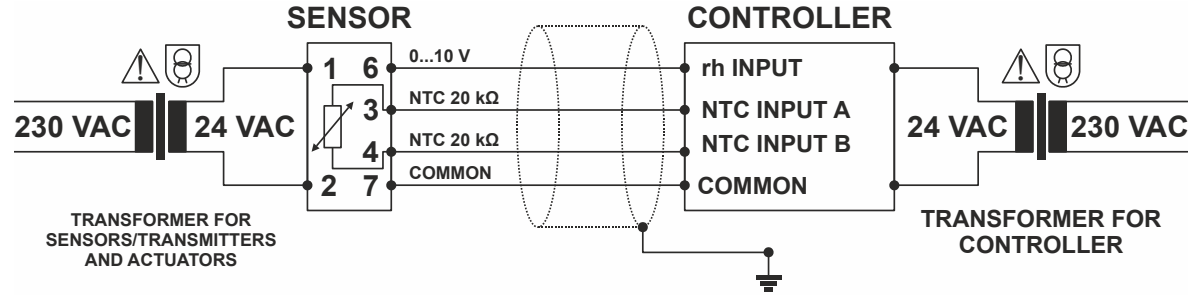 SENSOR
CONTROLLER
1 6
0...10 V
rh INPUT
3
NTC 20 kΩ
NTC INPUT A
230 VAC
24 VAC
4
NTC 20 kΩ
NTC INPUT B
24 VAC
230 VAC
2 7
COMMON
COMMON
TRANSFORMER FOR
SENSORS/TRANSMITTERS
AND ACTUATORS
TRANSFORMER FOR
CONTROLLER